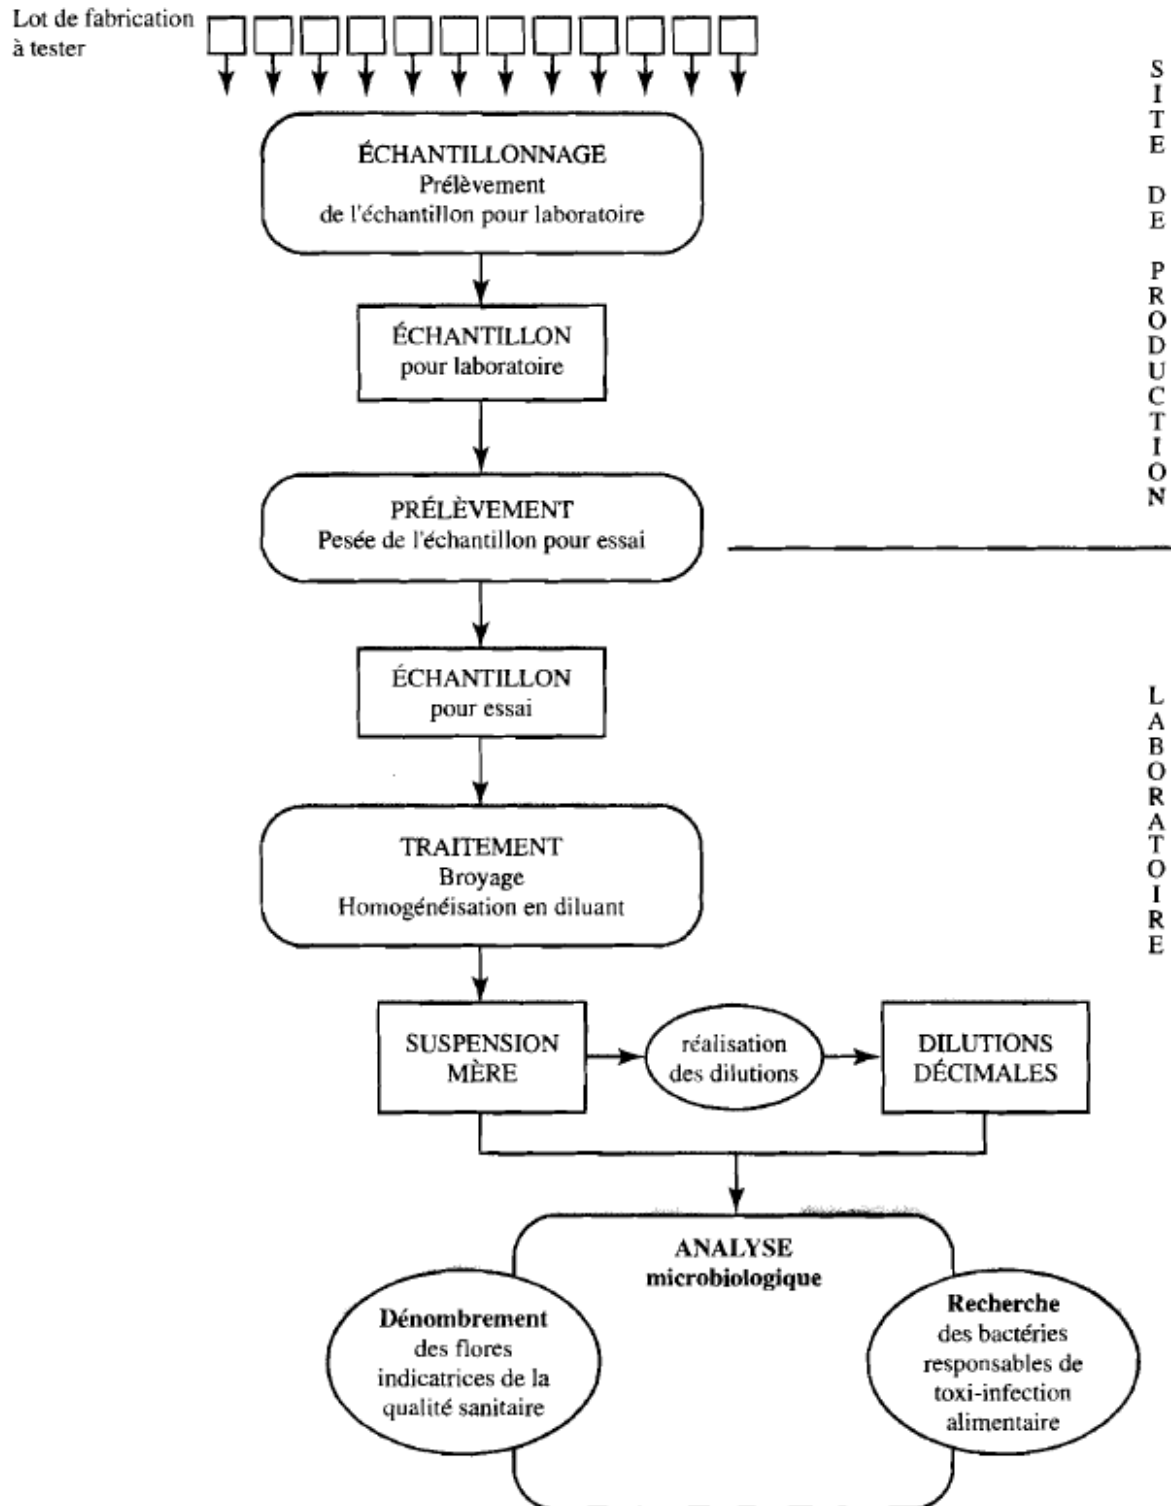 Lot de fabrication
à tester
ÉCHANTILLONNAGE
Prélèvement
de l'échantillon pour laboratoire
ÉCHANTILLON
pour laboratoire
PRÉLÈVEMENT
Pesée de l'échantillon pour essai
SITE DE PRODUCTION
ÉCHANTILLON
pour essai
TRAITEMENT
Broyage
Homogénéisation en diluant
LABORATOIRE
SUSPENSION
MÈRE
réalisation
des dilutions
DILUTIONS
DÉCIMALES
ANALYSE
microbiologique
Dénombrement
des flores
indicatrices de la
qualité sanitaire
Recherche
des bactéries
responsables de
toxi-infection
alimentaire